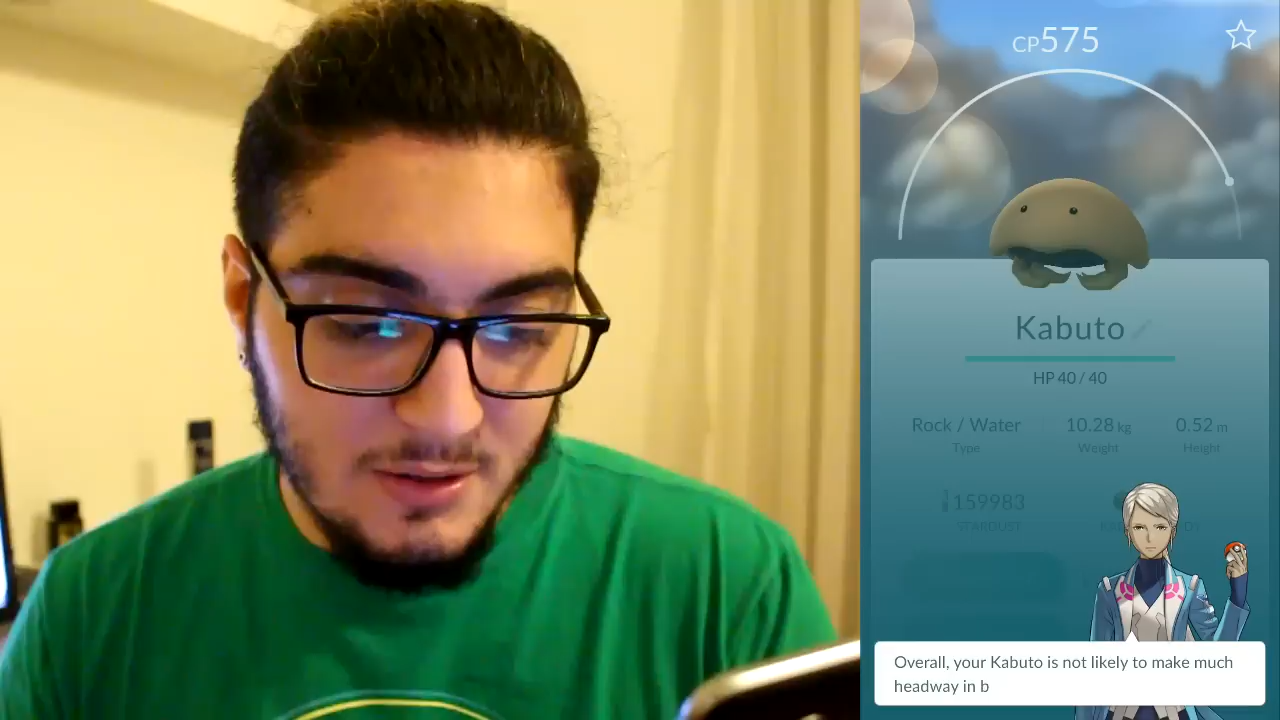 CP575
Kabuto
HP 40 / 40
Rock / Water
10.28 kg
0.52 m
Type
Weight
Height
159983
STARDUST
Overall, your Kabuto is not likely to make much
headway in b